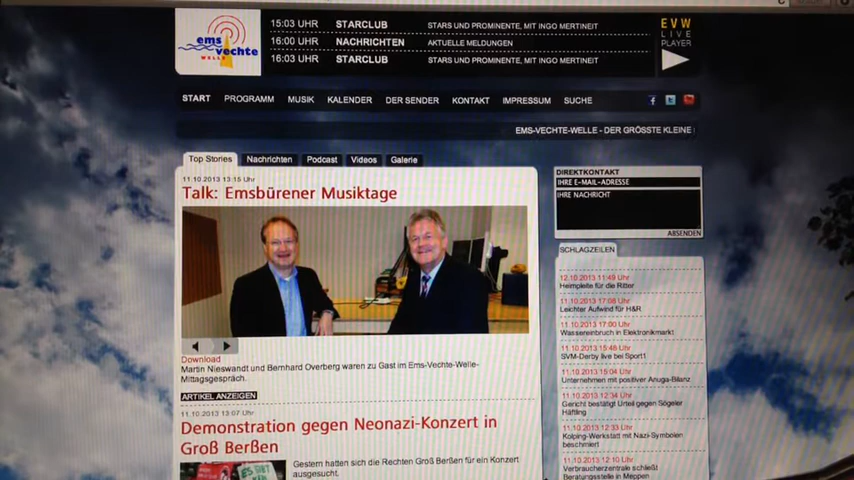 ems
vechte
WELLE
15:03 UHR STARCLUB STARS UND PROMINENTE, MIT INGO MERTINEIT
16:00 UHR NACHRICHTEN AKTUELLE MELDUNGEN
16:03 UHR STARCLUB STARS UND PROMINENTE, MIT INGO MERTINEIT
EVW
LIVE
PLAYER
START PROGRAMM MUSIK KALENDER DER SENDER KONTAKT IMPRESSUM SUCHE
EMS-VECHTE-WELLE - DER GRÖSSTE KLEINE
Top Stories Nachrichten Podcast Videos Galerie
11.10.2013 13:15 Uhr
Talk: Emsbürener Musiktage
Download
Martin Nieswandt und Bernhard Overberg waren zu Gast im Ems-Vechte-Welle-
Mittagsgespräch.
ARTIKEL ANZEIGEN
11.10.2013 13:07 Uhr
Demonstration gegen Neonazi-Konzert in
Groß Berßen
Gestern hatten sich die Rechten Groß Berßen für ein Konzert
ausgesucht.
DIREKTKONTAKT
IHRE E-MAIL-ADRESSE
IHRE NACHRICHT
ABSENDEN
SCHLAGZEILEN
12.10.2013 11:49 Uhr
Heimpleite für die Ritter
11.10.2013 17:08 Uhr
Leichter Aufwind für H&R
11.10.2013 17:00 Uhr
Wassereinbruch in Elektronikmarkt
11.10.2013 15:48 Uhr
SVM-Derby live bei Sport1
11.10.2013 15:04 Uhr
Unternehmen mit positiver Anuga-Bilanz
11.10.2013 12:34 Uhr
Gericht bestätigt Urteil gegen Sögeler
Häftling
11.10.2013 12:33 Uhr
Kolping-Werkstatt mit Nazi-Symbolen
beschmiert
11.10.2013 12:10 Uhr
Verbraucherzentrale schließt
Beratungsstelle in Meppen